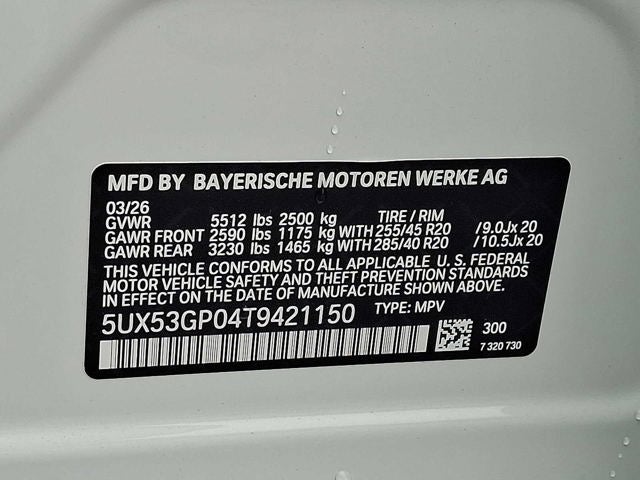 MFD BY BAYERISCHE MOTOREN WERKE AG
03/26
GVWR 5512 lbs 2500 kg TIRE / RIM
GAWR FRONT 2590 lbs 1175 kg WITH 255/45 R20 /9.0Jx 20
GAWR REAR 3230 lbs 1465 kg WITH 285/40 R20 /10.5Jx 20
THIS VEHICLE CONFORMS TO ALL APPLICABLE U. S. FEDERAL
MOTOR VEHICLE SAFETY AND THEFT PREVENTION STANDARDS
IN EFFECT ON THE DATE OF MANUFACTURE SHOWN ABOVE.
5UX53GP04T9421150 TYPE: MPV
300
7 320 730